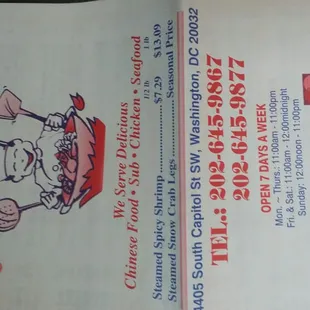 We Serve Delicious
Chinese Food • Sub • Chicken • Seafood
1/2 lb 1 lb
Steamed Spicy Shrimp $7.29 $13.09
Steamed Snow Crab Legs Seasonal Price
4405 South Capitol St SW, Washington, DC 20032
TEL.: 202-645-9867
202-645-9877
OPEN 7 DAYS A WEEK
Mon. ~ Thurs.: 11:00am - 11:00pm
Fri. & Sat.: 11:00am - 12:00midnight
Sunday: 12:00noon - 11:00pm